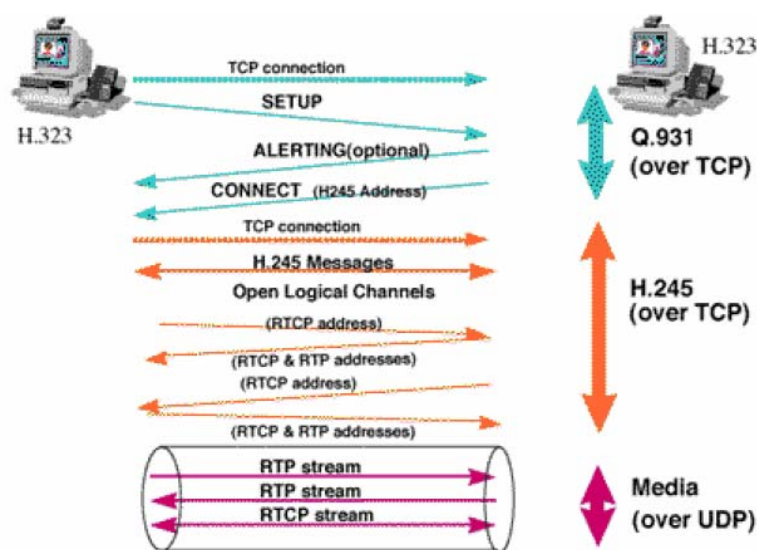 H.323
TCP connection
H.323
SETUP
Q.931
(over TCP)
ALERTING(optional)
CONNECT (H245 Address)
TCP connection
H.245 Messages
Open Logical Channels
H.245
(over TCP)
(RTCP address)
(RTCP & RTP addresses)
(RTCP address)
(RTCP & RTP addresses)
RTP stream
RTP stream
RTCP stream
Media
(over UDP)